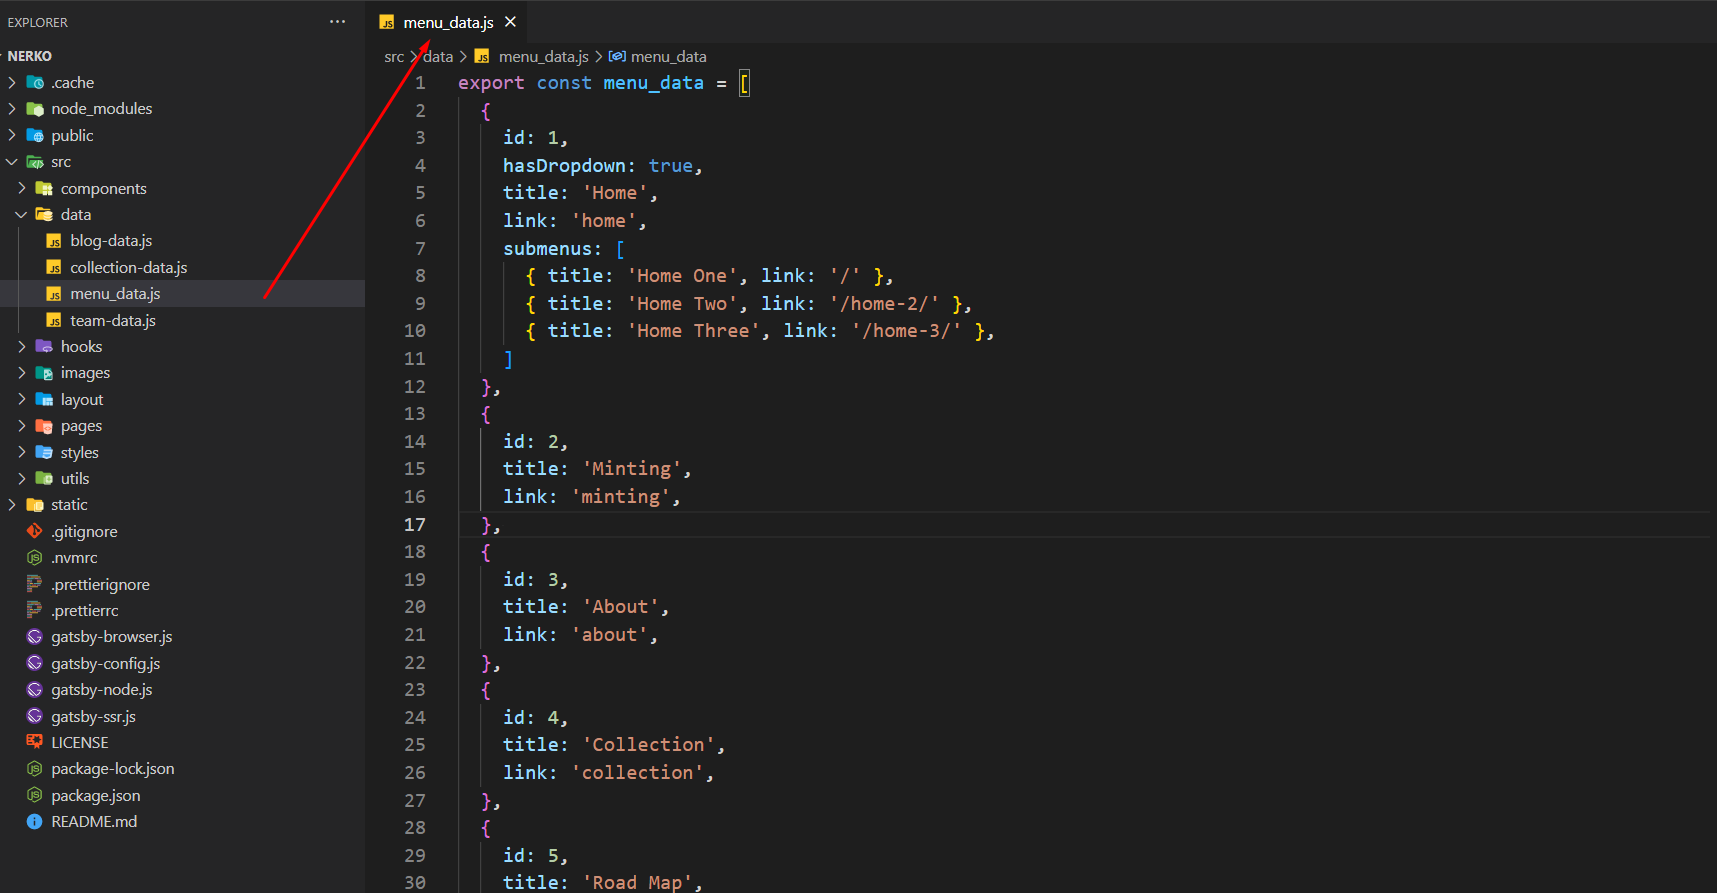 EXPLORER
NERKO
.cache
node_modules
public
src
components
data
blog-data.js
collection-data.js
menu_data.js
team-data.js
hooks
images
layout
pages
styles
utils
static
.gitignore
.nvmrc
.prettierignore
.prettierrc
gatsby-browser.js
gatsby-config.js
gatsby-node.js
gatsby-ssr.js
LICENSE
package-lock.json
package.json
README.md
JS menu_data.js
src > data > JS menu_data.js > menu_data
1 export const menu_data = [
2 {
3 id: 1,
4 hasDropdown: true,
5 title: 'Home',
6 link: 'home',
7 submenus: [
8 { title: 'Home One', link: '/' },
9 { title: 'Home Two', link: '/home-2/' },
10 { title: 'Home Three', link: '/home-3/' },
11 ]
12 },
13 {
14 id: 2,
15 title: 'Minting',
16 link: 'minting',
17 },
18 {
19 id: 3,
20 title: 'About',
21 link: 'about',
22 },
23 {
24 id: 4,
25 title: 'Collection',
26 link: 'collection',
27 },
28 {
29 id: 5,
30 title: 'Road Map',